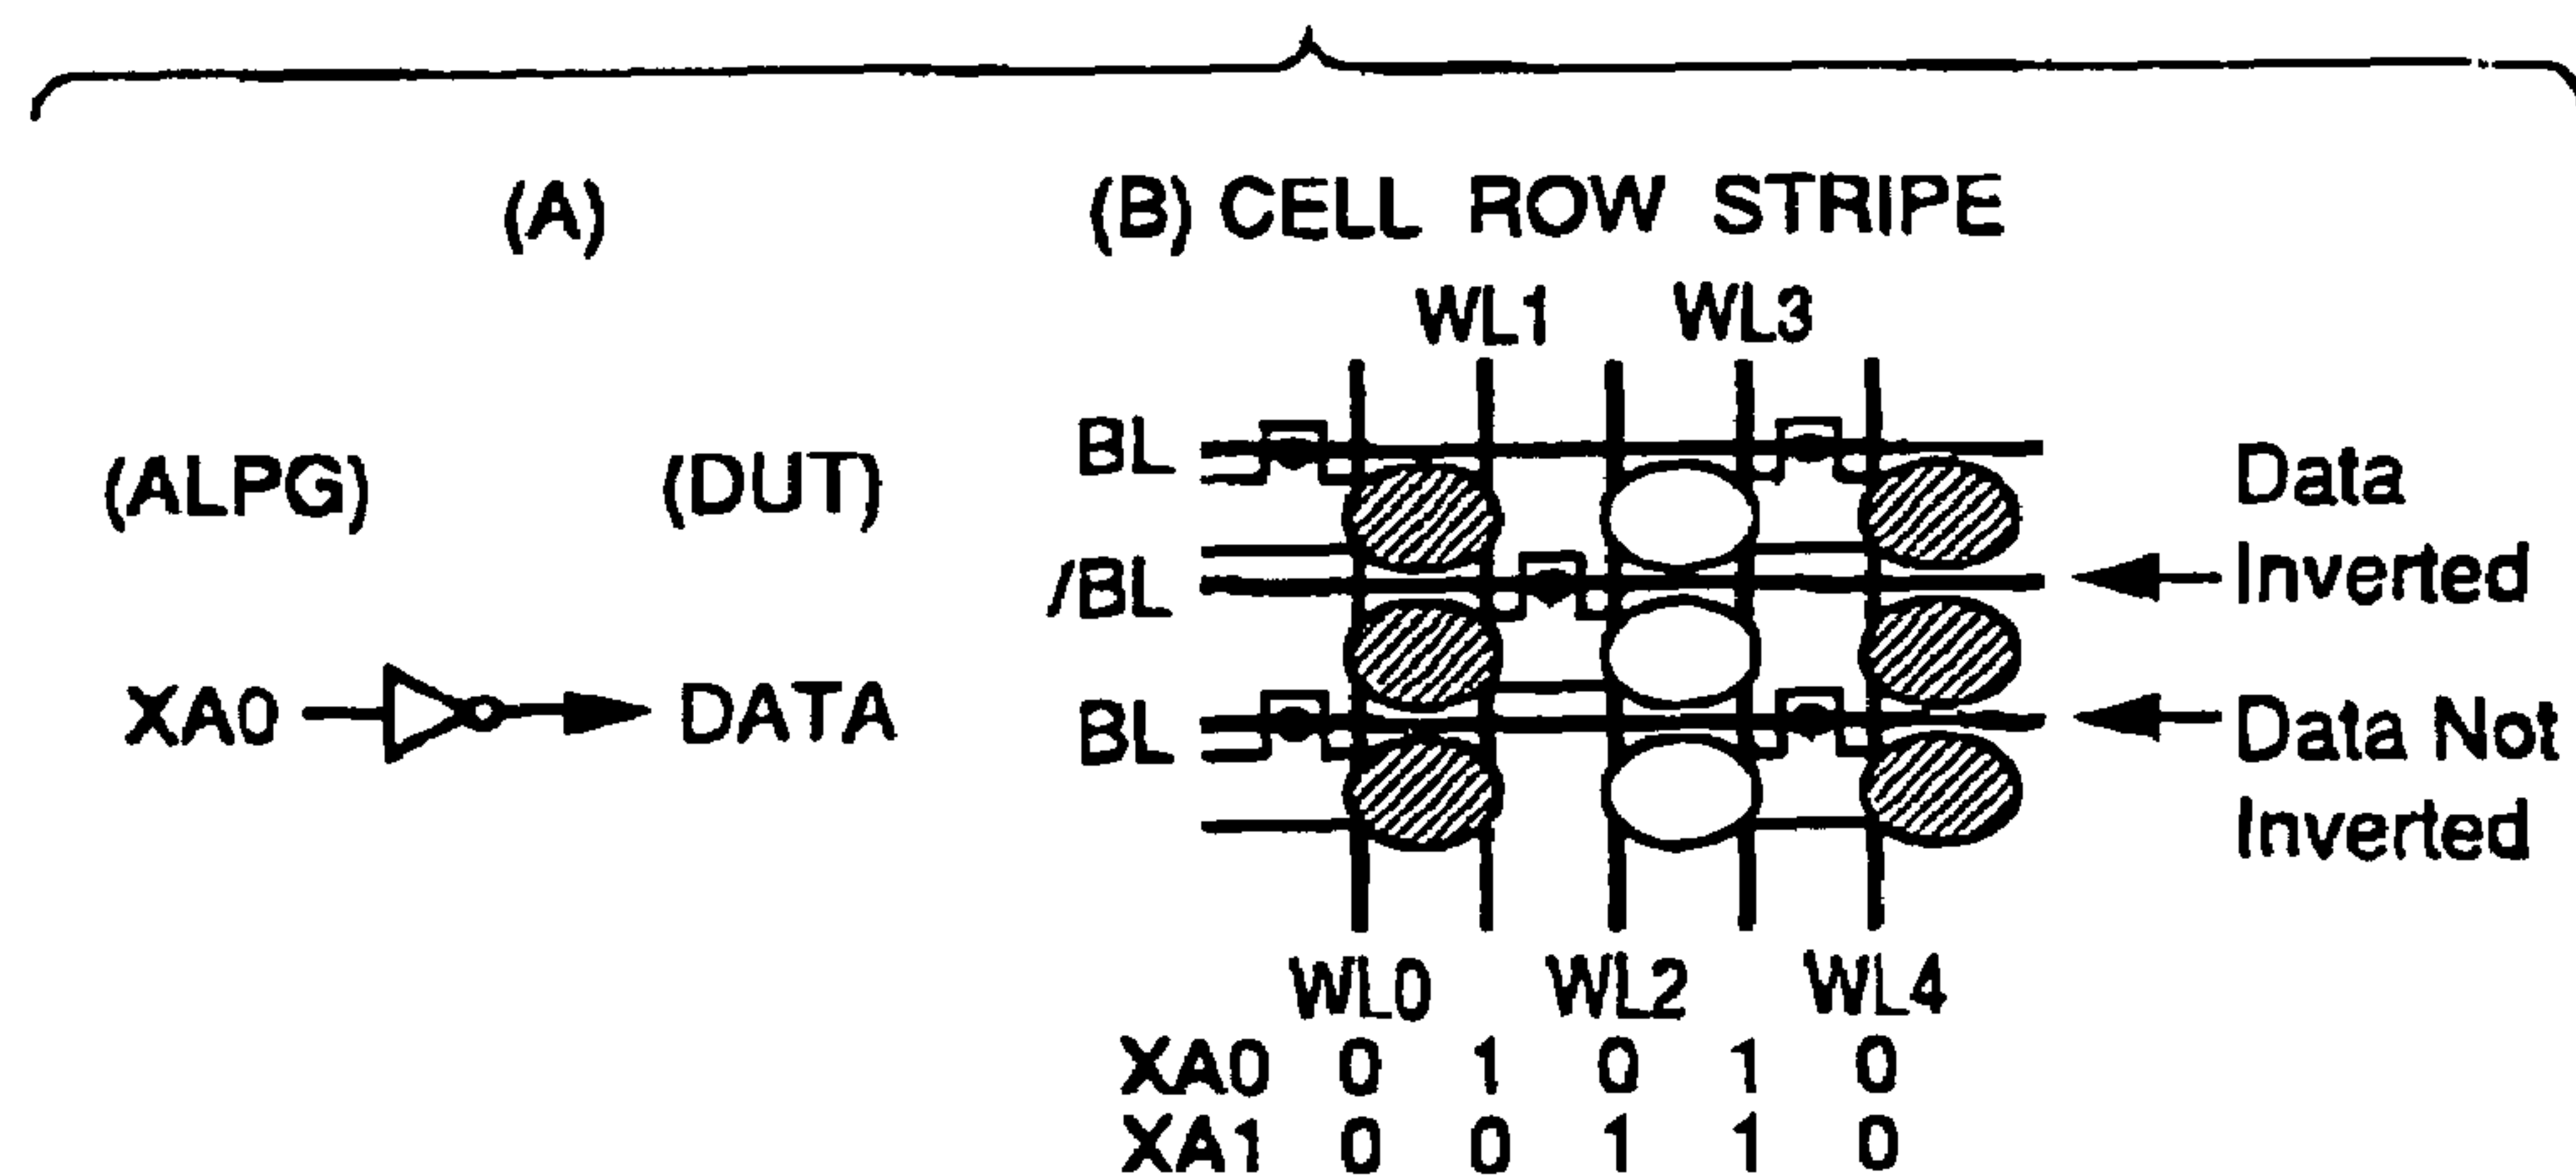 (A)
(ALPG) (DUT)
XA0 DATA
(B) CELL ROW STRIPE
WL1 WL3
BL
/BL
BL
Data
Inverted
Data Not
Inverted
WL0 WL2 WL4
XA0 0 1 0 1 0
XA1 0 0 1 1 0